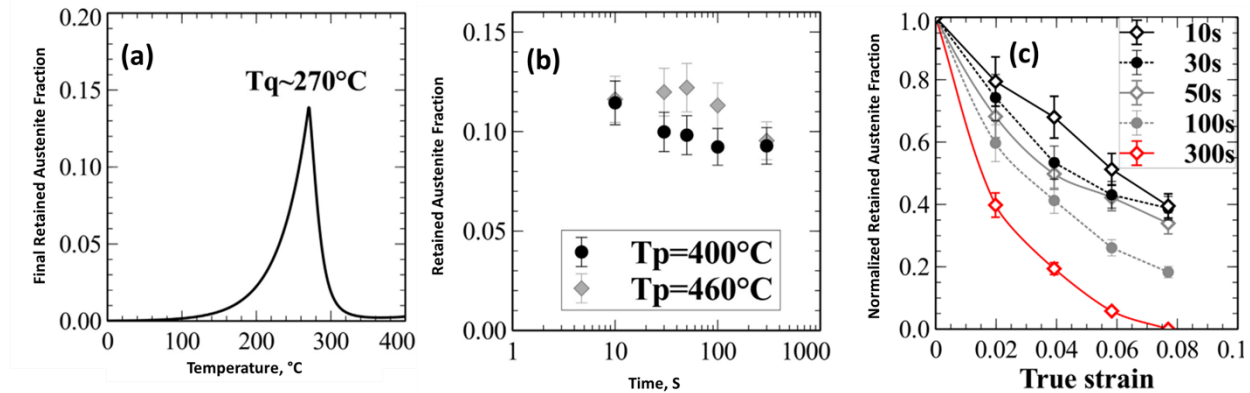 (a)
Tq~270°C
Final Retained Austenite Fraction
0.20
0.15
0.10
0.05
0.00
0
100
200
300
400
Temperature, °C
(b)
Retained Austenite Fraction
0.15
0.10
0.05
0.00
Tp=400°C
Tp=460°C
1
10
100
1000
Time, S
(c)
Normalized Retained Austenite Fraction
1.0
0.8
0.6
0.4
0.2
0.0
10s
30s
50s
100s
300s
0
0.02
0.04
0.06
0.08
0.1
True strain